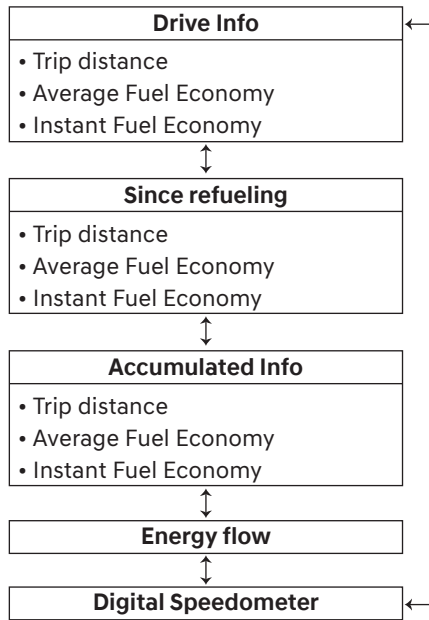 Drive Info
• Trip distance
• Average Fuel Economy
• Instant Fuel Economy
Since refueling
• Trip distance
• Average Fuel Economy
• Instant Fuel Economy
Accumulated Info
• Trip distance
• Average Fuel Economy
• Instant Fuel Economy
Energy flow
Digital Speedometer